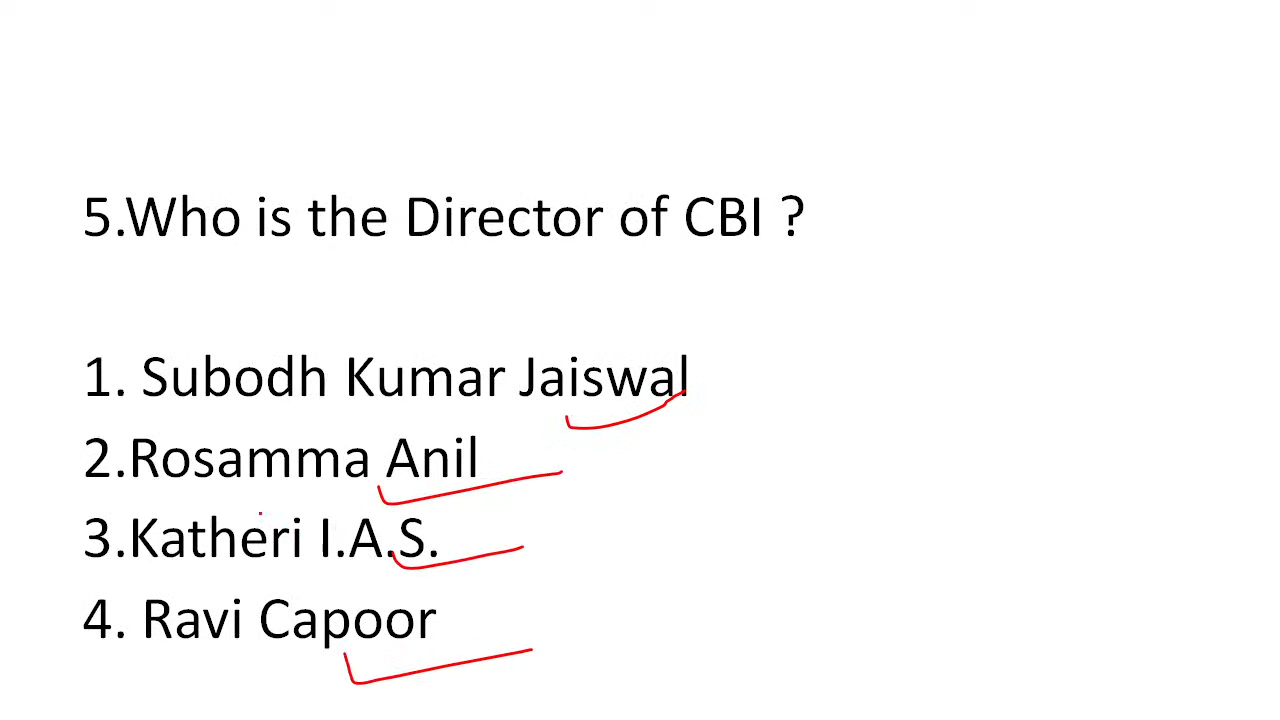 5.Who is the Director of CBI ?
1. Subodh Kumar Jaiswal
2.Rosamma Anil
3.Katheri I.A.S.
4. Ravi Capoor